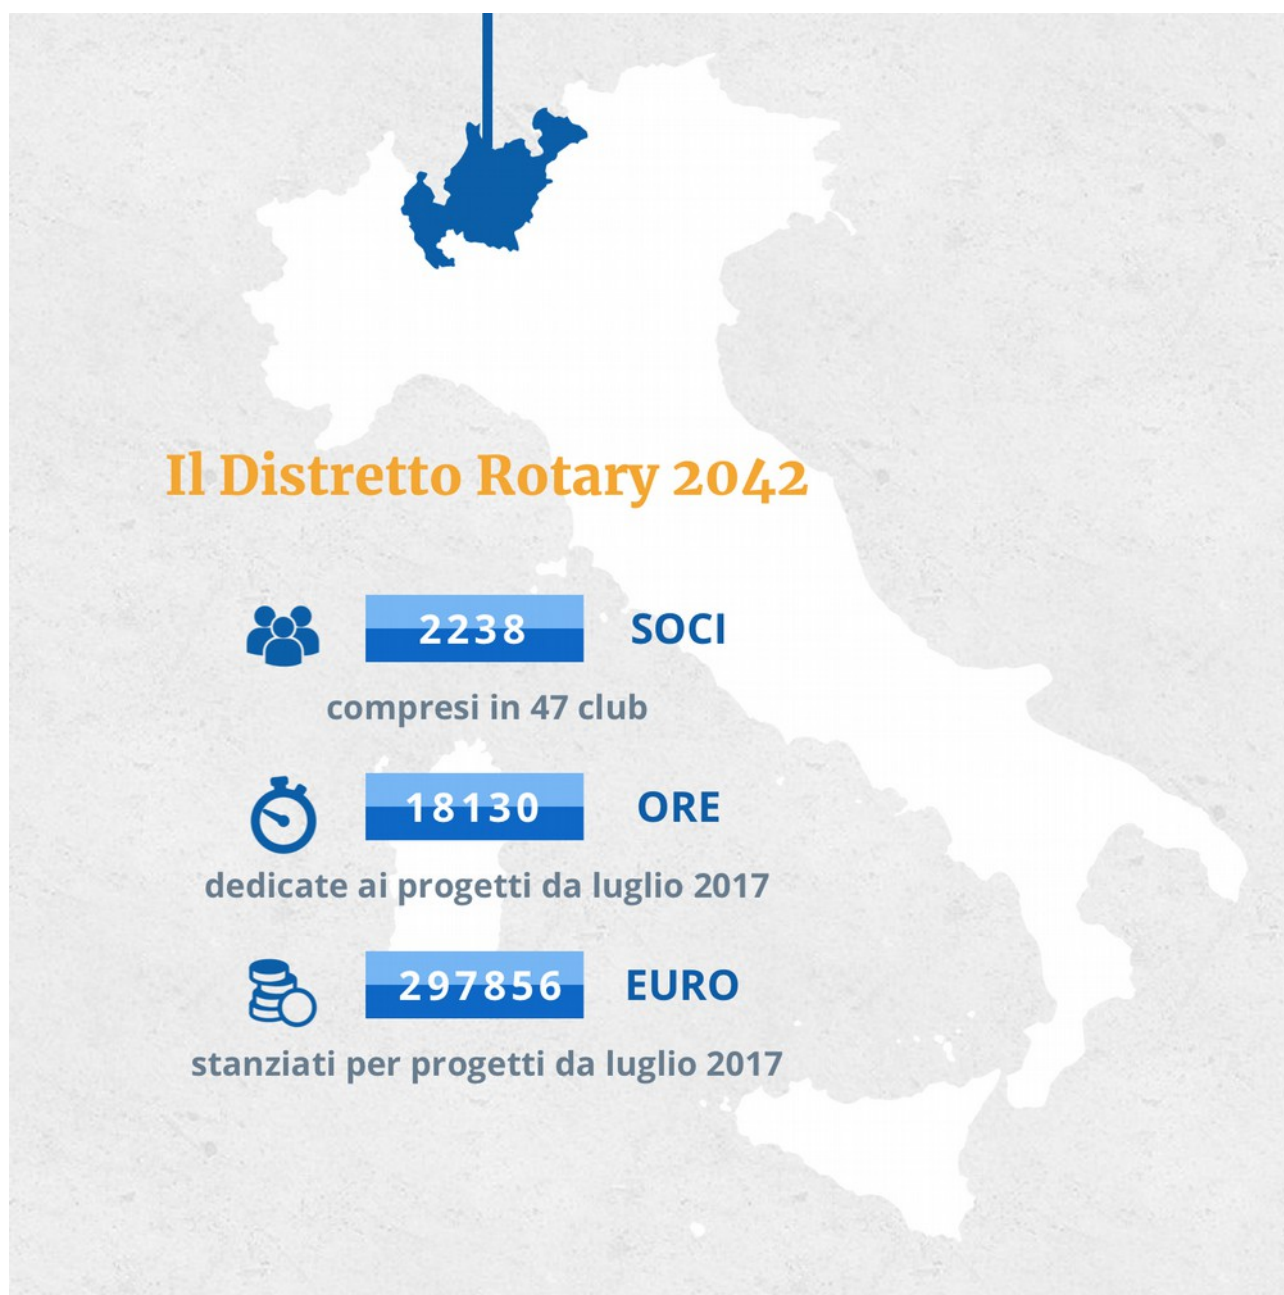 Il Distretto Rotary 2042
2238 SOCI
compresi in 47 club
18130 ORE
dedicate ai progetti da luglio 2017
297856 EURO
stanziati per progetti da luglio 2017